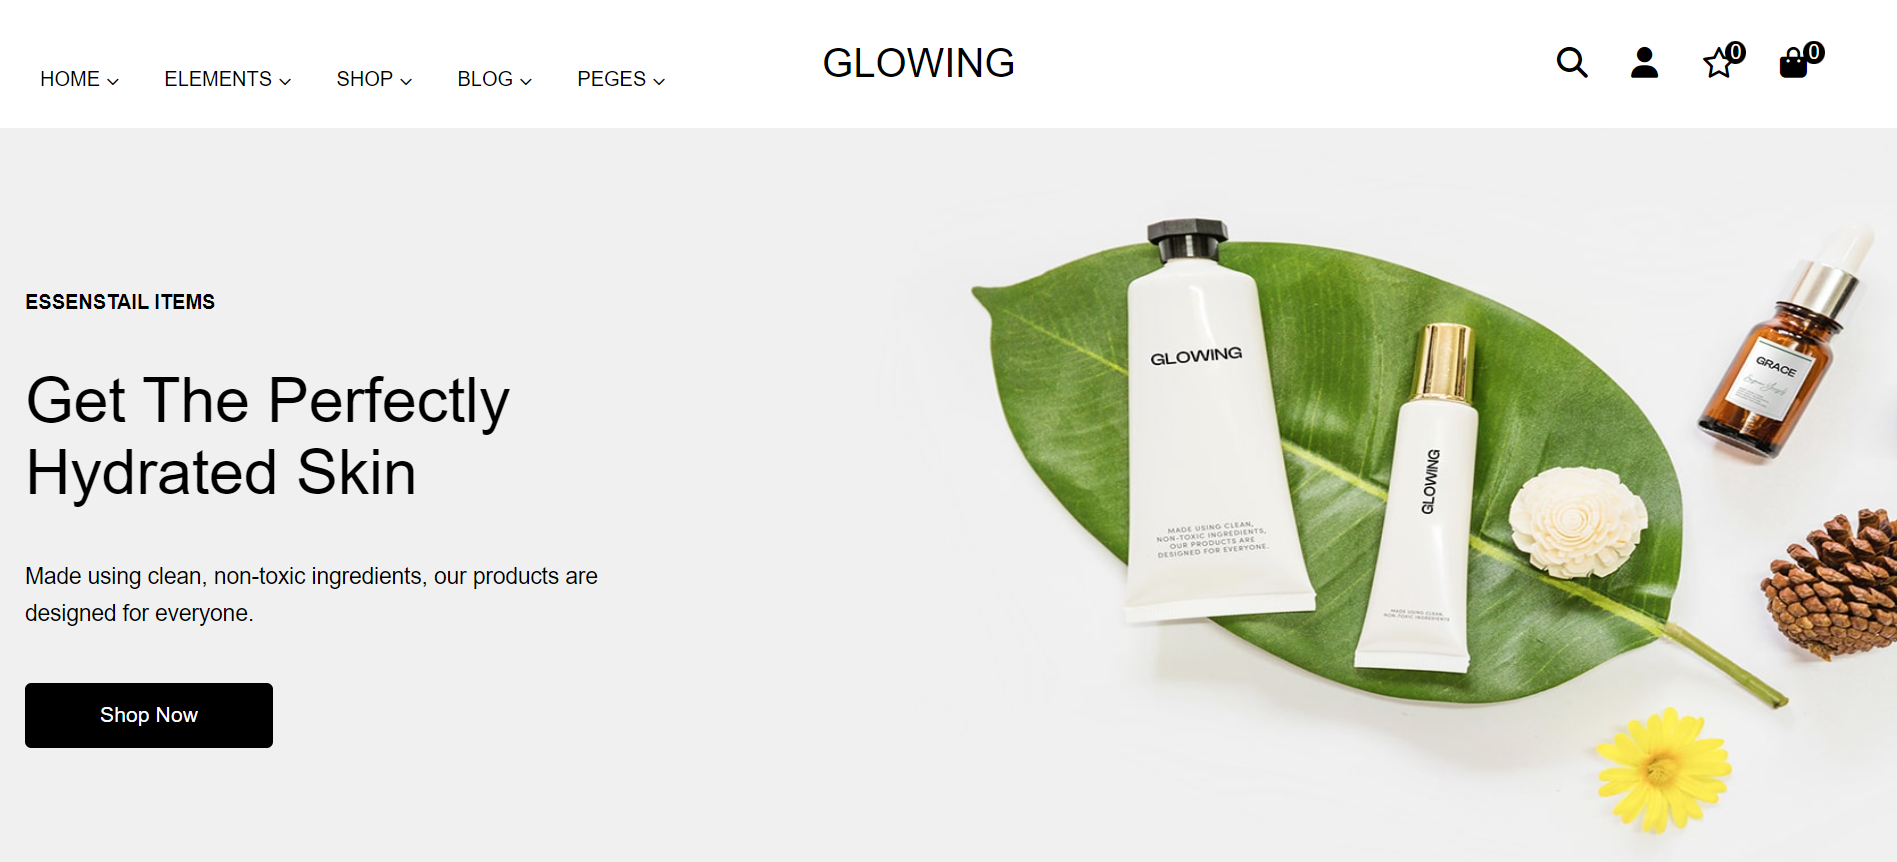 HOME
ELEMENTS
SHOP
BLOG
PEGES
GLOWING
0
0
ESSENSTAIL ITEMS
Get The Perfectly
Hydrated Skin
Made using clean, non-toxic ingredients, our products are
designed for everyone.
Shop Now
GLOWING
MADE USING CLEAN,
NON-TOXIC INGREDIENTS,
OUR PRODUCTS ARE
DESIGNED FOR EVERYONE.
GLOWING
MADE USING CLEAN,
NON-TOXIC INGREDIENTS
GRACE